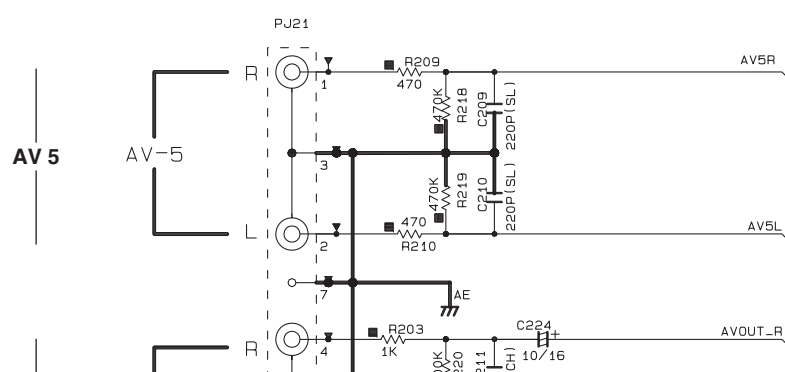 PJ21
R
1
R209
470
AV5R
470K
R218
C209
220P(SL)
AV 5
AV-5
3
470K
R219
C210
220P(SL)
L
2
470
R210
AV5L
7
AE
R
4
R203
1K
C224
+
10/16
AVOUT_R